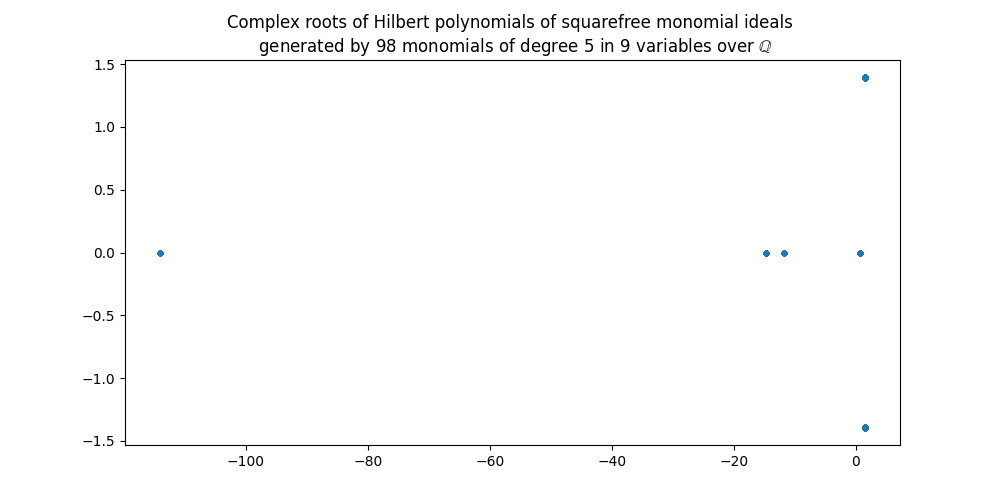 Complex roots of Hilbert polynomials of squarefree monomial ideals
generated by 98 monomials of degree 5 in 9 variables over ℚ
1.5
1.0
0.5
0.0
−0.5
−1.0
−1.5
−100 −80 −60 −40 −20 0